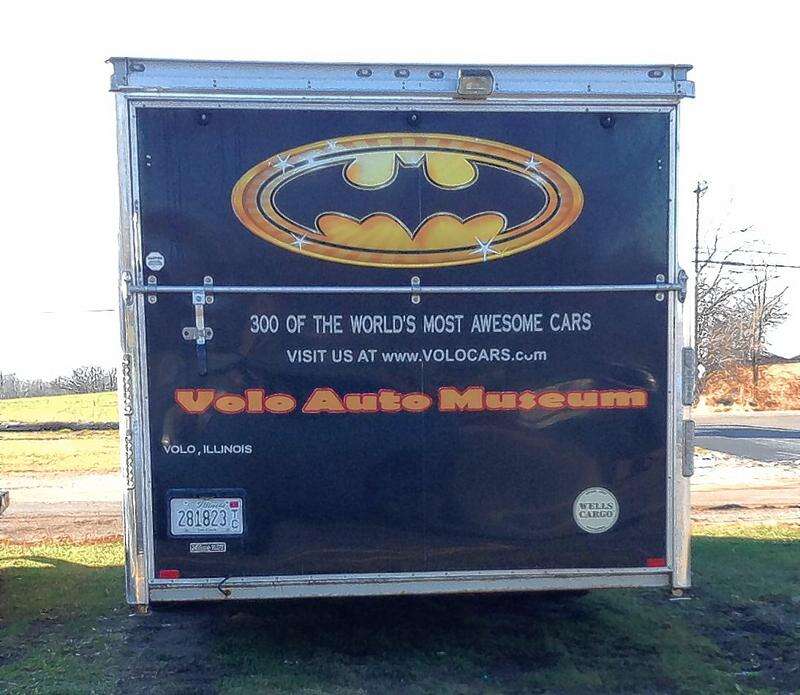 300 OF THE WORLD'S MOST AWESOME CARS
VISIT US AT www.VOLOCARS.com
Volo Auto Museum
VOLO, ILLINOIS
Illinois
281823 TC
WELLS
CARGO